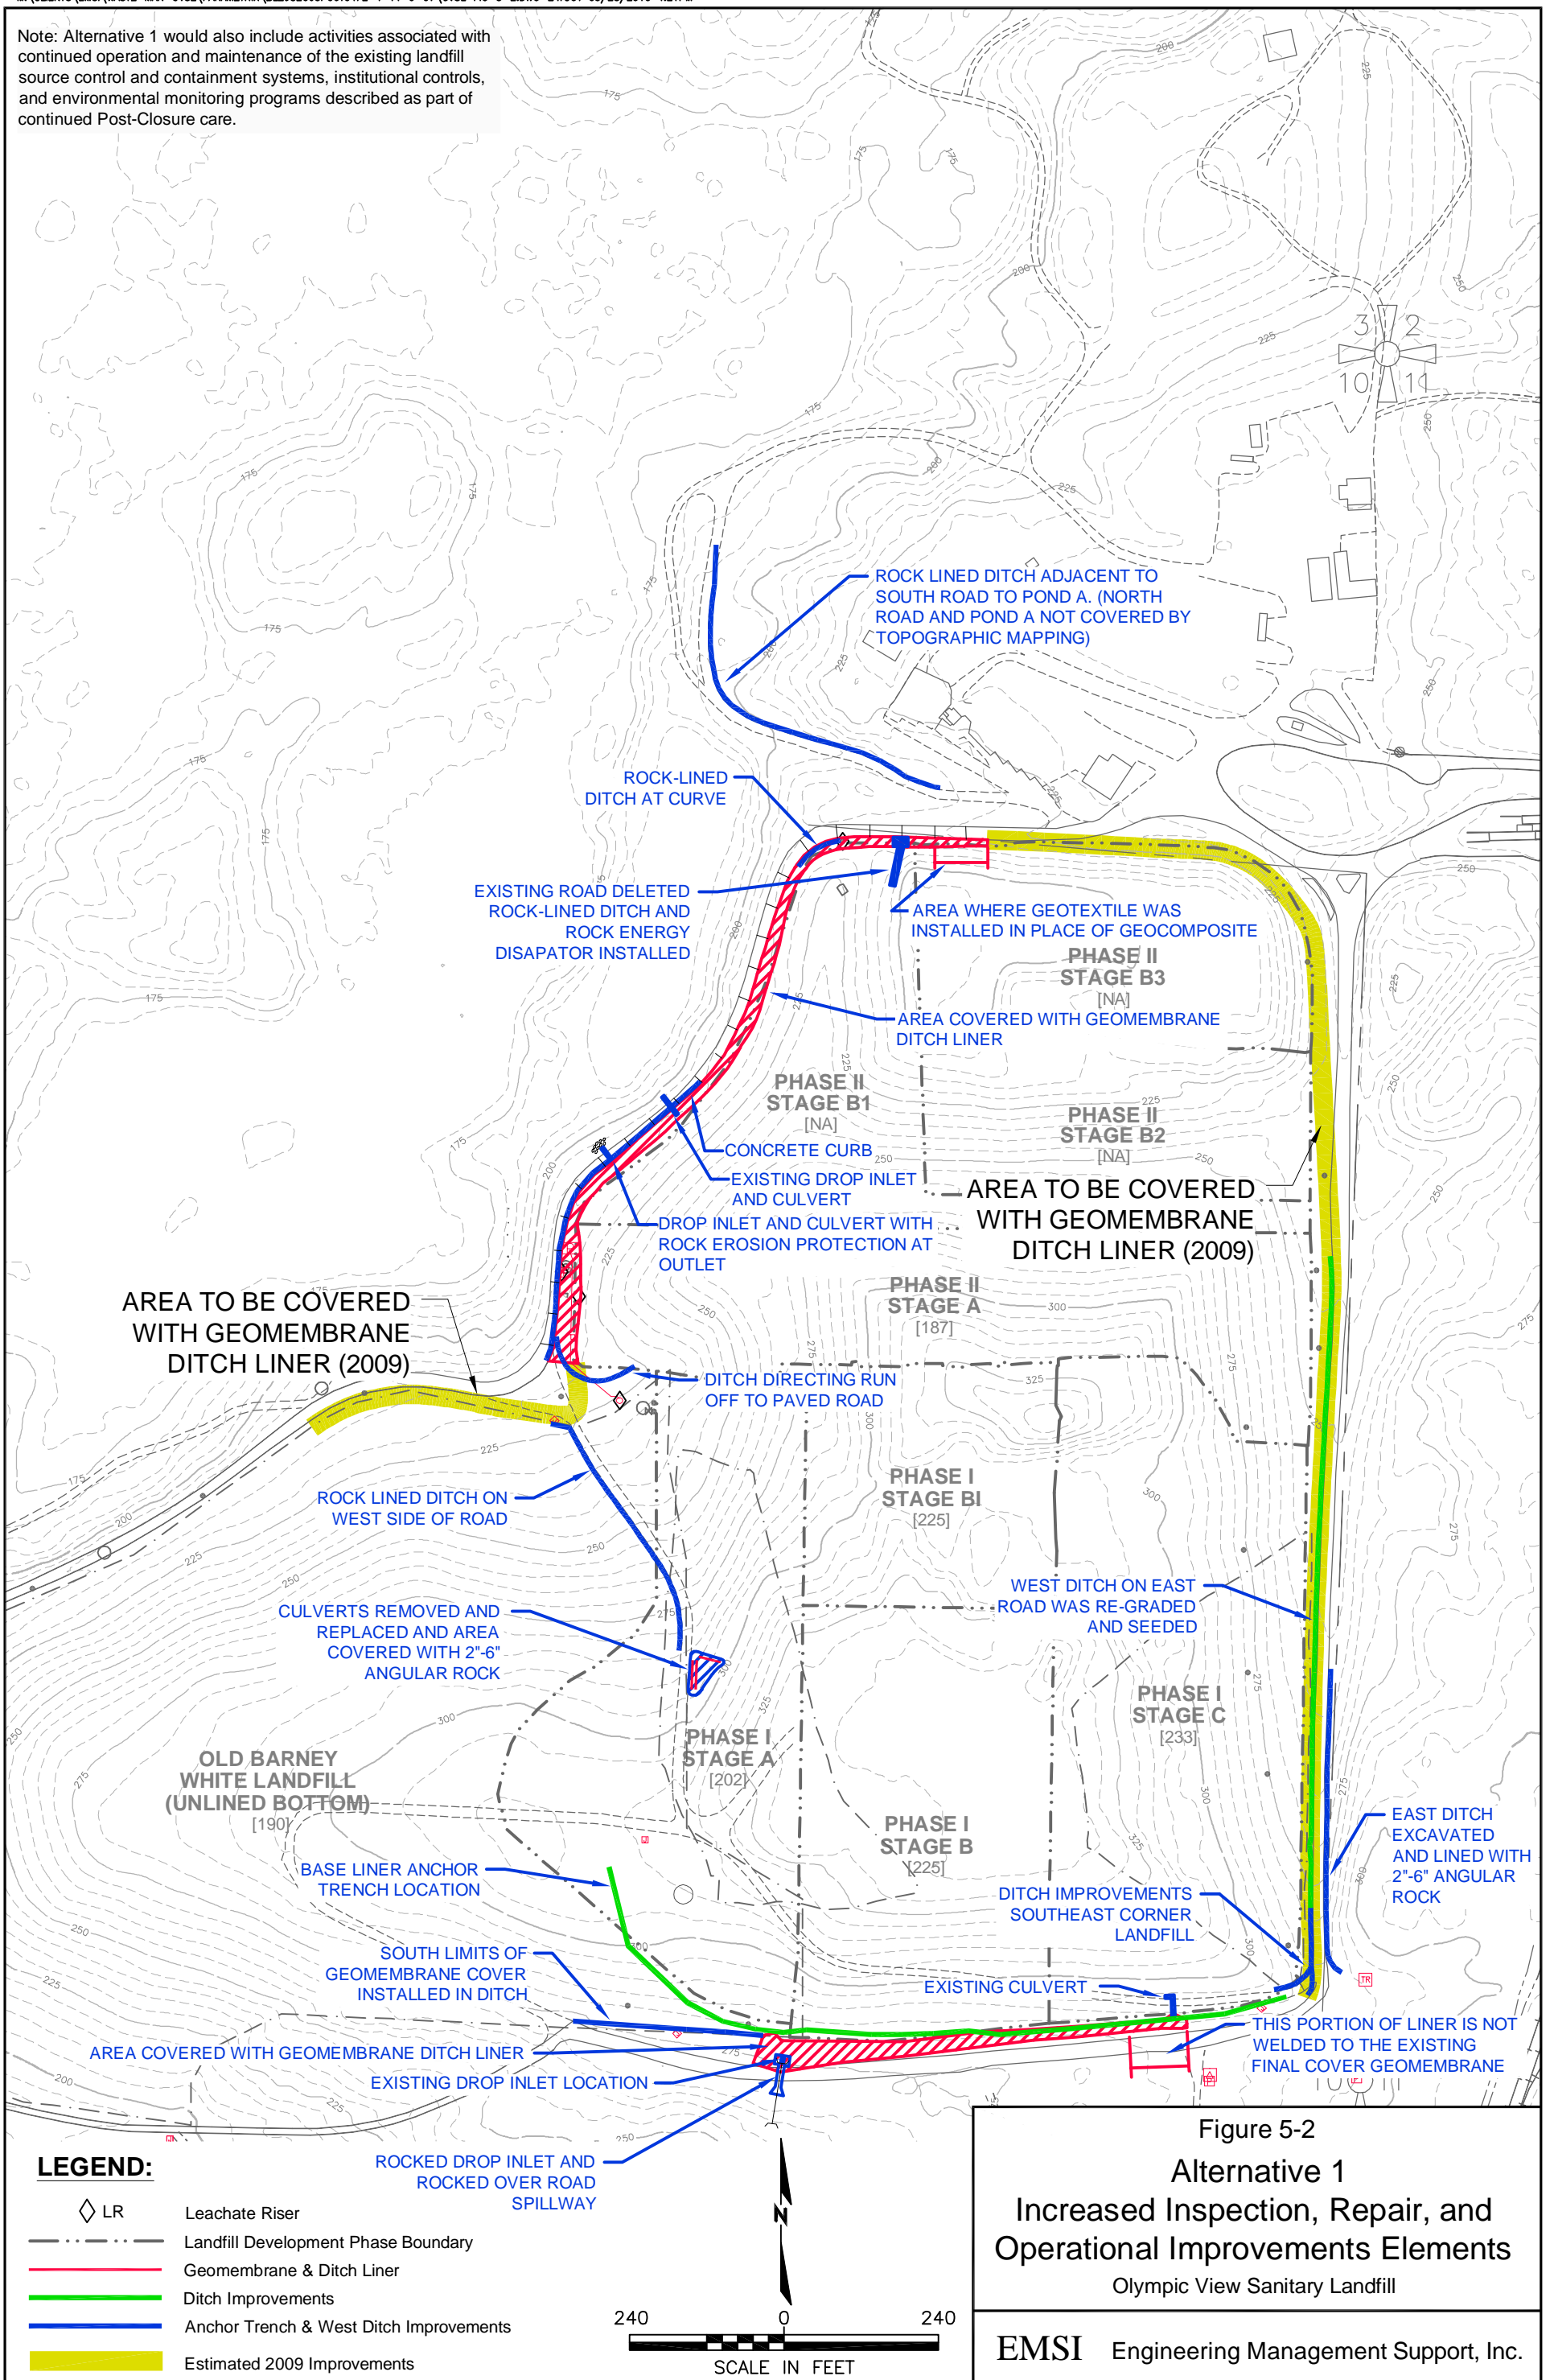 Note: Alternative 1 would also include activities associated with
continued operation and maintenance of the existing landfill
source control and containment systems, institutional controls,
and environmental monitoring programs described as part of
continued Post-Closure care.
3 2
10 11
ROCK LINED DITCH ADJACENT TO
SOUTH ROAD TO POND A. (NORTH
ROAD AND POND A NOT COVERED BY
TOPOGRAPHIC MAPPING)
ROCK-LINED
DITCH AT CURVE
EXISTING ROAD DELETED
ROCK-LINED DITCH AND
ROCK ENERGY
DISAPATOR INSTALLED
AREA WHERE GEOTEXTILE WAS
INSTALLED IN PLACE OF GEOCOMPOSITE
PHASE II
STAGE B3
[NA]
AREA COVERED WITH GEOMEMBRANE
DITCH LINER
PHASE II
STAGE B1
[NA]
PHASE II
STAGE B2
[NA]
CONCRETE CURB
EXISTING DROP INLET
AND CULVERT
DROP INLET AND CULVERT WITH
ROCK EROSION PROTECTION AT
OUTLET
AREA TO BE COVERED
WITH GEOMEMBRANE
DITCH LINER (2009)
PHASE II
STAGE A
[187]
AREA TO BE COVERED
WITH GEOMEMBRANE
DITCH LINER (2009)
DITCH DIRECTING RUN
OFF TO PAVED ROAD
PHASE I
STAGE BI
[225]
ROCK LINED DITCH ON
WEST SIDE OF ROAD
WEST DITCH ON EAST
ROAD WAS RE-GRADED
AND SEEDED
CULVERTS REMOVED AND
REPLACED AND AREA
COVERED WITH 2"-6"
ANGULAR ROCK
PHASE I
STAGE C
[233]
PHASE I
STAGE A
[202]
OLD BARNEY
WHITE LANDFILL
(UNLINED BOTTOM)
[190]
PHASE I
STAGE B
[225]
EAST DITCH
EXCAVATED
AND LINED WITH
2"-6" ANGULAR
ROCK
BASE LINER ANCHOR
TRENCH LOCATION
DITCH IMPROVEMENTS
SOUTHEAST CORNER
LANDFILL
SOUTH LIMITS OF
GEOMEMBRANE COVER
INSTALLED IN DITCH
EXISTING CULVERT
THIS PORTION OF LINER IS NOT
WELDED TO THE EXISTING
FINAL COVER GEOMEMBRANE
AREA COVERED WITH GEOMEMBRANE DITCH LINER
EXISTING DROP INLET LOCATION
ROCKED DROP INLET AND
ROCKED OVER ROAD
SPILLWAY
LEGEND:
LR Leachate Riser
Landfill Development Phase Boundary
Geomembrane & Ditch Liner
Ditch Improvements
Anchor Trench & West Ditch Improvements
Estimated 2009 Improvements
N
240 0 240
SCALE IN FEET
Figure 5-2
Alternative 1
Increased Inspection, Repair, and
Operational Improvements Elements
Olympic View Sanitary Landfill
EMSI Engineering Management Support, Inc.